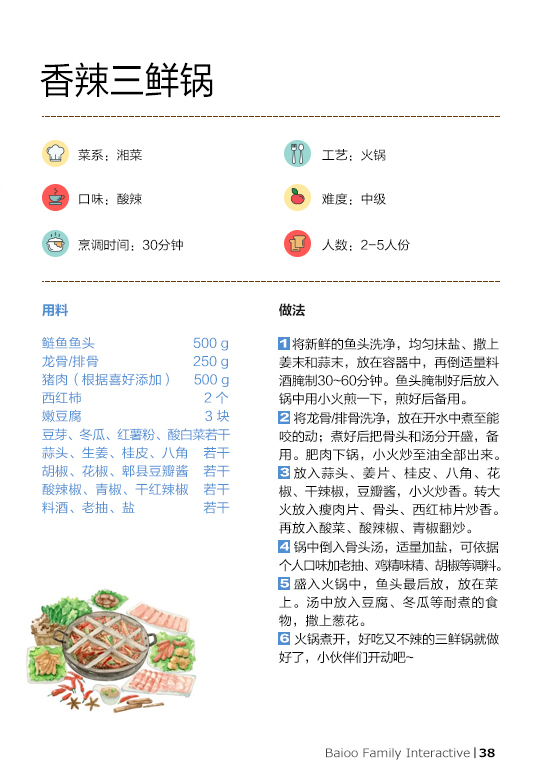 香辣三鲜锅
菜系：湘菜
工艺：火锅
口味：酸辣
难度：中级
烹调时间：30分钟
人数：2-5人份
用料
鲢鱼鱼头 500 g
龙骨/排骨 250 g
猪肉（根据喜好添加） 500 g
西红柿 2 个
嫩豆腐 3 块
豆芽、冬瓜、红薯粉、酸白菜若干
蒜头、生姜、桂皮、八角 若干
胡椒、花椒、郫县豆瓣酱 若干
酸辣椒、青椒、干红辣椒 若干
料酒、老抽、盐 若干
做法
1 将新鲜的鱼头洗净，均匀抹盐、撒上
姜末和蒜末，放在容器中，再倒适量料
酒腌制30~60分钟。鱼头腌制好后放入
锅中用小火煎一下，煎好后备用。
2 将龙骨/排骨洗净，放在开水中煮至能
咬的动；煮好后把骨头和汤分开盛，备
用。肥肉下锅，小火炒至油全部出来。
3 放入蒜头、姜片、桂皮、八角、花
椒、干辣椒，豆瓣酱，小火炒香。转大
火放入瘦肉片、骨头、西红柿片炒香。
再放入酸菜、酸辣椒、青椒翻炒。
4 锅中倒入骨头汤，适量加盐，可依据
个人口味加老抽、鸡精味精、胡椒等调料。
5 盛入火锅中，鱼头最后放，放在菜
上。汤中放入豆腐、冬瓜等耐煮的食
物，撒上葱花。
6 火锅煮开，好吃又不辣的三鲜锅就做
好了，小伙伴们开动吧~
Baioo Family Interactive | 38